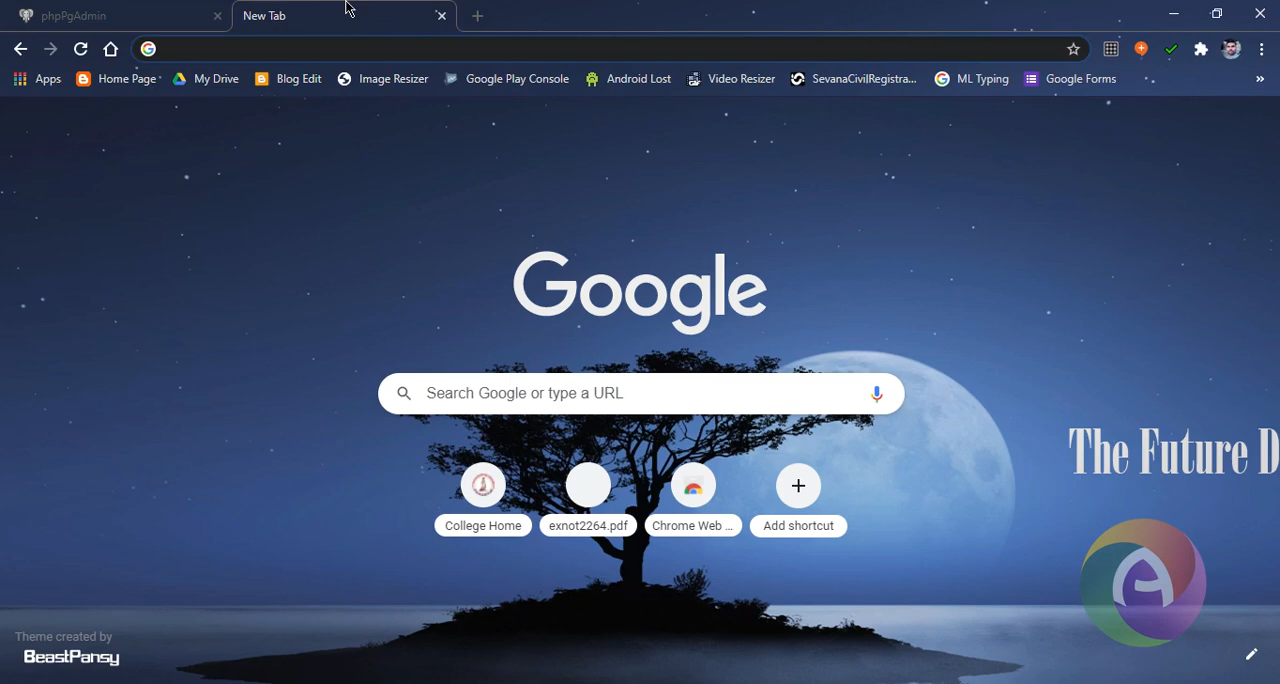 phpPgAdmin
New Tab
Apps Home Page My Drive Blog Edit Image Resizer Google Play Console Android Lost Video Resizer SevanaCivilRegistra... ML Typing Google Forms »
Google
Search Google or type a URL
The Future D
College Home exnot2264.pdf Chrome Web ... Add shortcut
Theme created by
BeastPansy